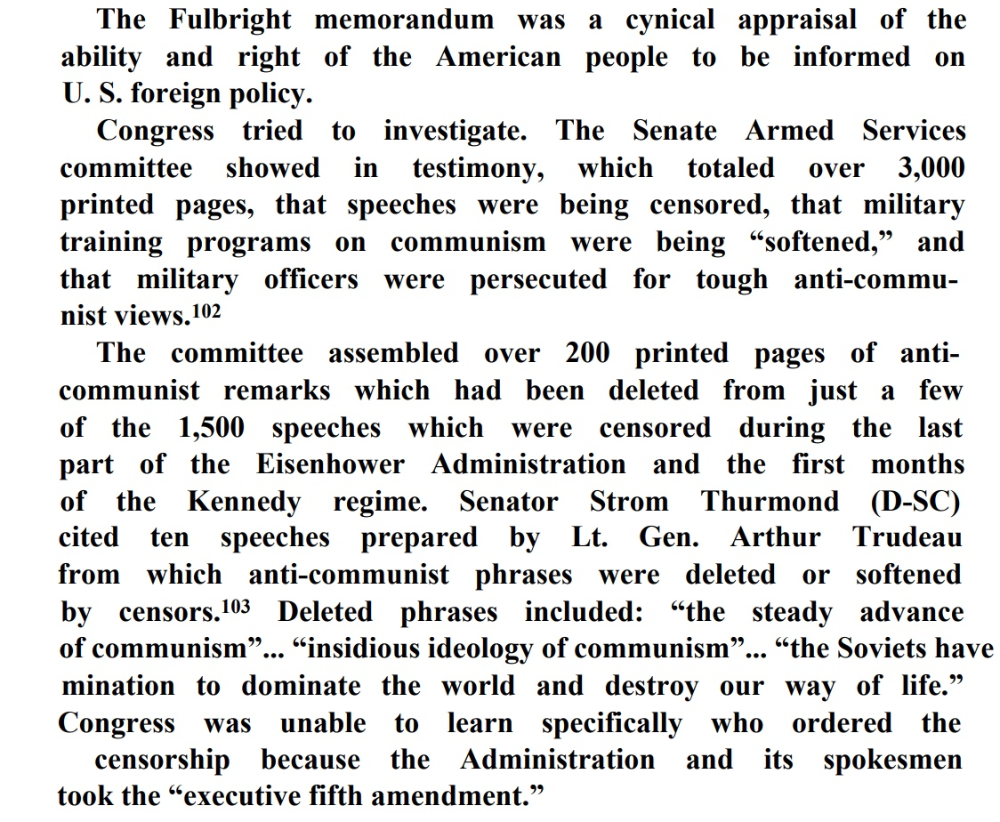 The Fulbright memorandum was a cynical appraisal of the
ability and right of the American people to be informed on
U. S. foreign policy.
Congress tried to investigate. The Senate Armed Services
committee showed in testimony, which totaled over 3,000
printed pages, that speeches were being censored, that military
training programs on communism were being “softened,” and
that military officers were persecuted for tough anti-commu-
nist views.102
The committee assembled over 200 printed pages of anti-
communist remarks which had been deleted from just a few
of the 1,500 speeches which were censored during the last
part of the Eisenhower Administration and the first months
of the Kennedy regime. Senator Strom Thurmond (D-SC)
cited ten speeches prepared by Lt. Gen. Arthur Trudeau
from which anti-communist phrases were deleted or softened
by censors.103 Deleted phrases included: “the steady advance
of communism”... “insidious ideology of communism”... “the Soviets have
mination to dominate the world and destroy our way of life.”
Congress was unable to learn specifically who ordered the
censorship because the Administration and its spokesmen
took the “executive fifth amendment.”